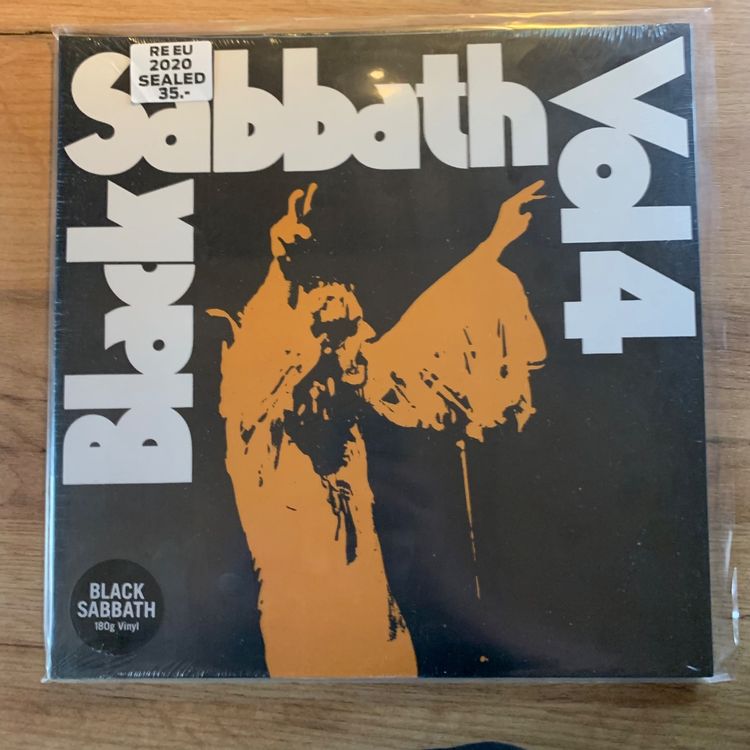 RE EU
2020
SEALED
35.-
Black
Sabbath
Vol 4
BLACK
SABBATH
180g Vinyl